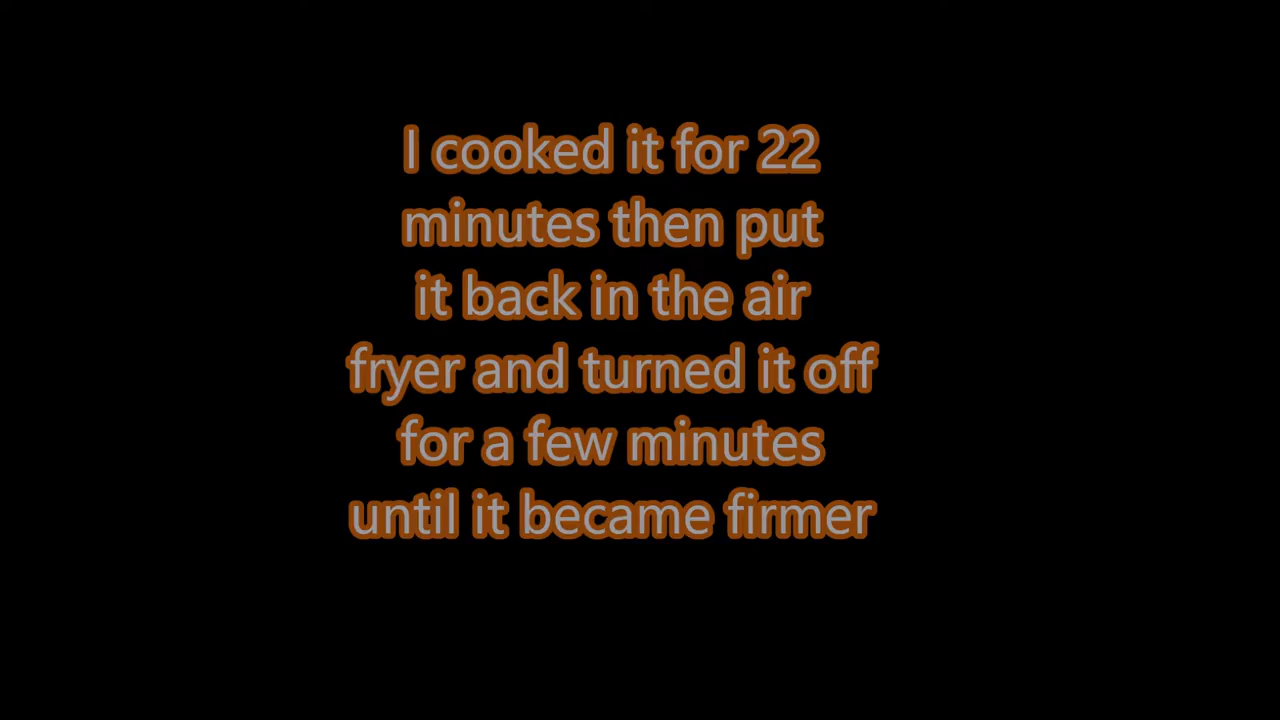 I cooked it for 22
minutes then put
it back in the air
fryer and turned it off
for a few minutes
until it became firmer